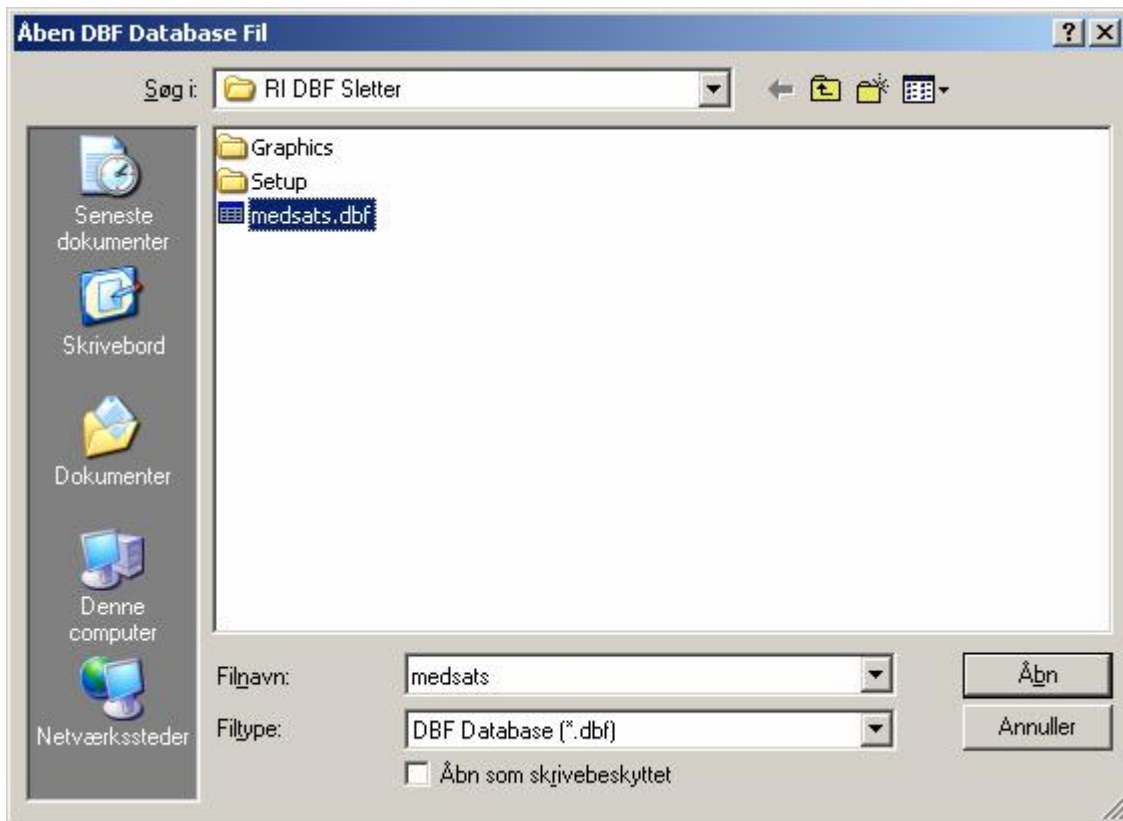 Åben DBF Database Fil
Søg i: RI DBF Sletter
Graphics
Setup
medsats.dbf
Seneste
dokumenter
Skrivebord
Dokumenter
Denne
computer
Netværkssteder
Filnavn: medsats Åbn
Filtype: DBF Database (*.dbf) Annuller
Åbn som skrivebeskyttet